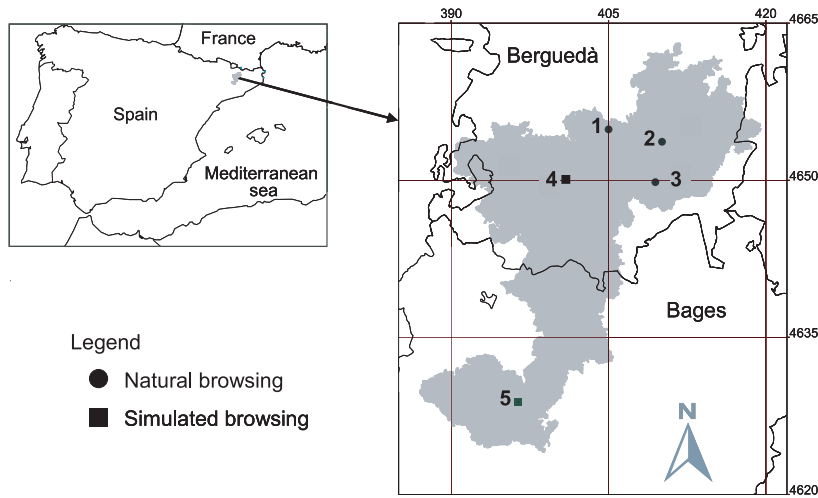 France
Spain
Mediterranean
sea
Legend
Natural browsing
Simulated browsing
390 405 420
4665
Berguedà
1
2
4
3
4650
Bages
4635
5
N
4620